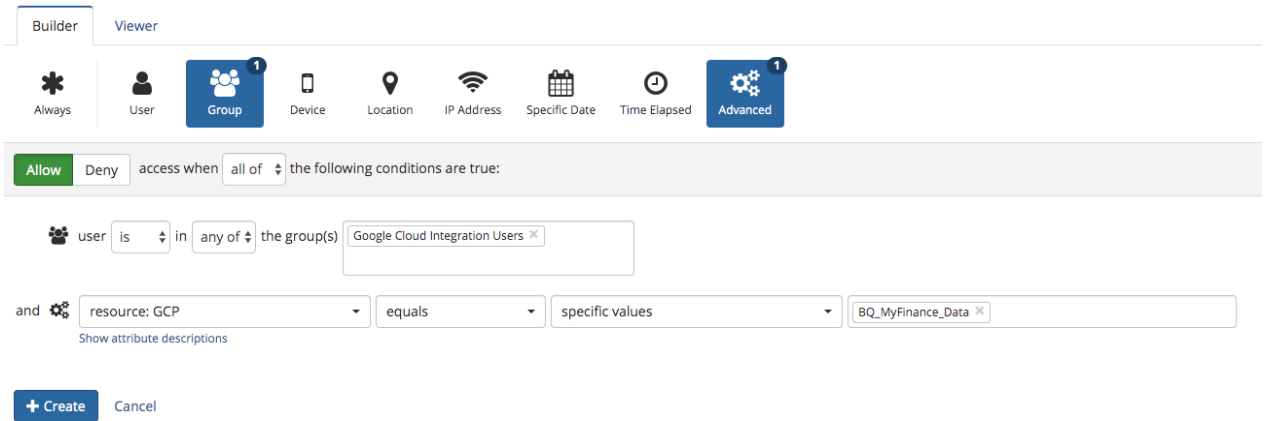 Builder Viewer
1 1
Always User Group Device Location IP Address Specific Date Time Elapsed Advanced
Allow Deny access when all of the following conditions are true:
user is in any of the group(s) Google Cloud Integration Users ×
and resource: GCP equals specific values BQ_MyFinance_Data ×
Show attribute descriptions
+ Create Cancel